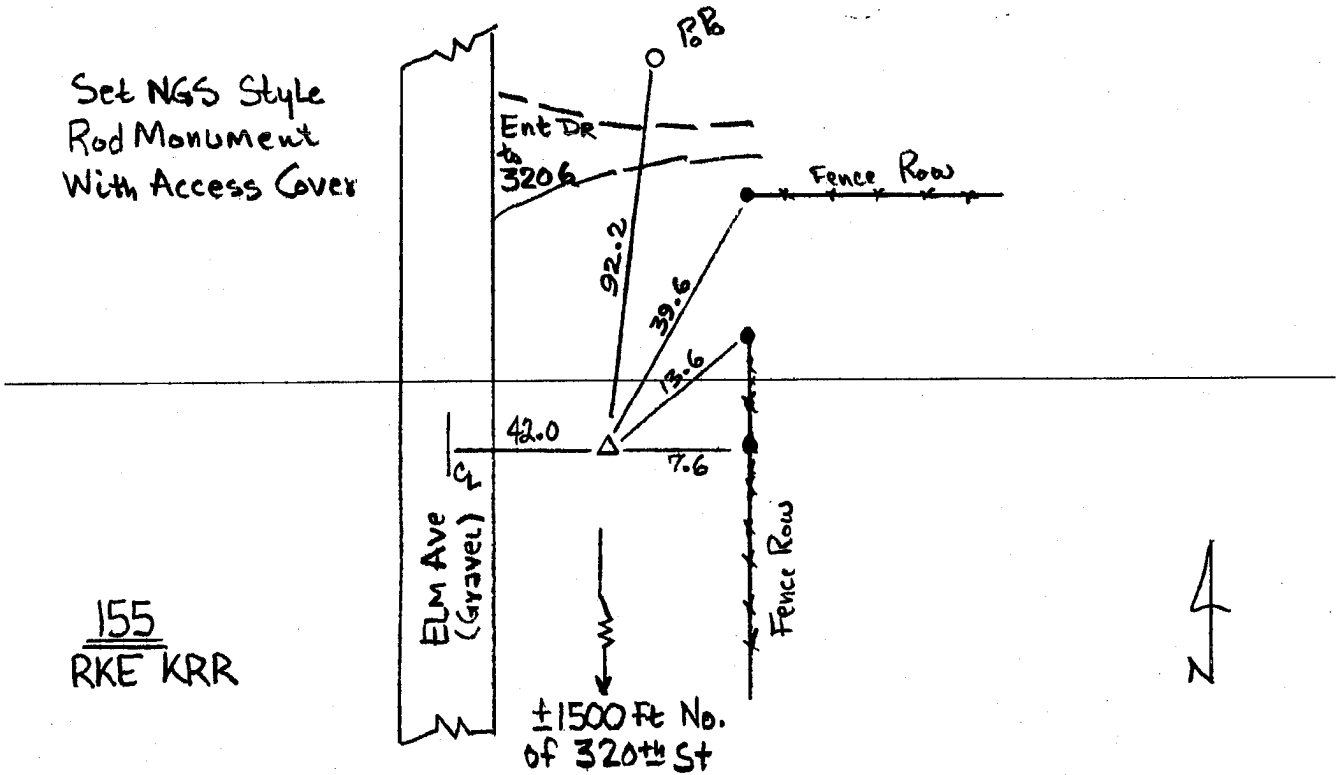 P.P.
Set NGS Style
Rod Monument
With Access Cover
Ent DR
to
3206
Fence Row
92.2
39.6
13.6
42.0
7.6
CL
ELM Ave
(Gravel)
Fence Row
155
RKE KRR
±1500 Ft No.
of 320th St
N